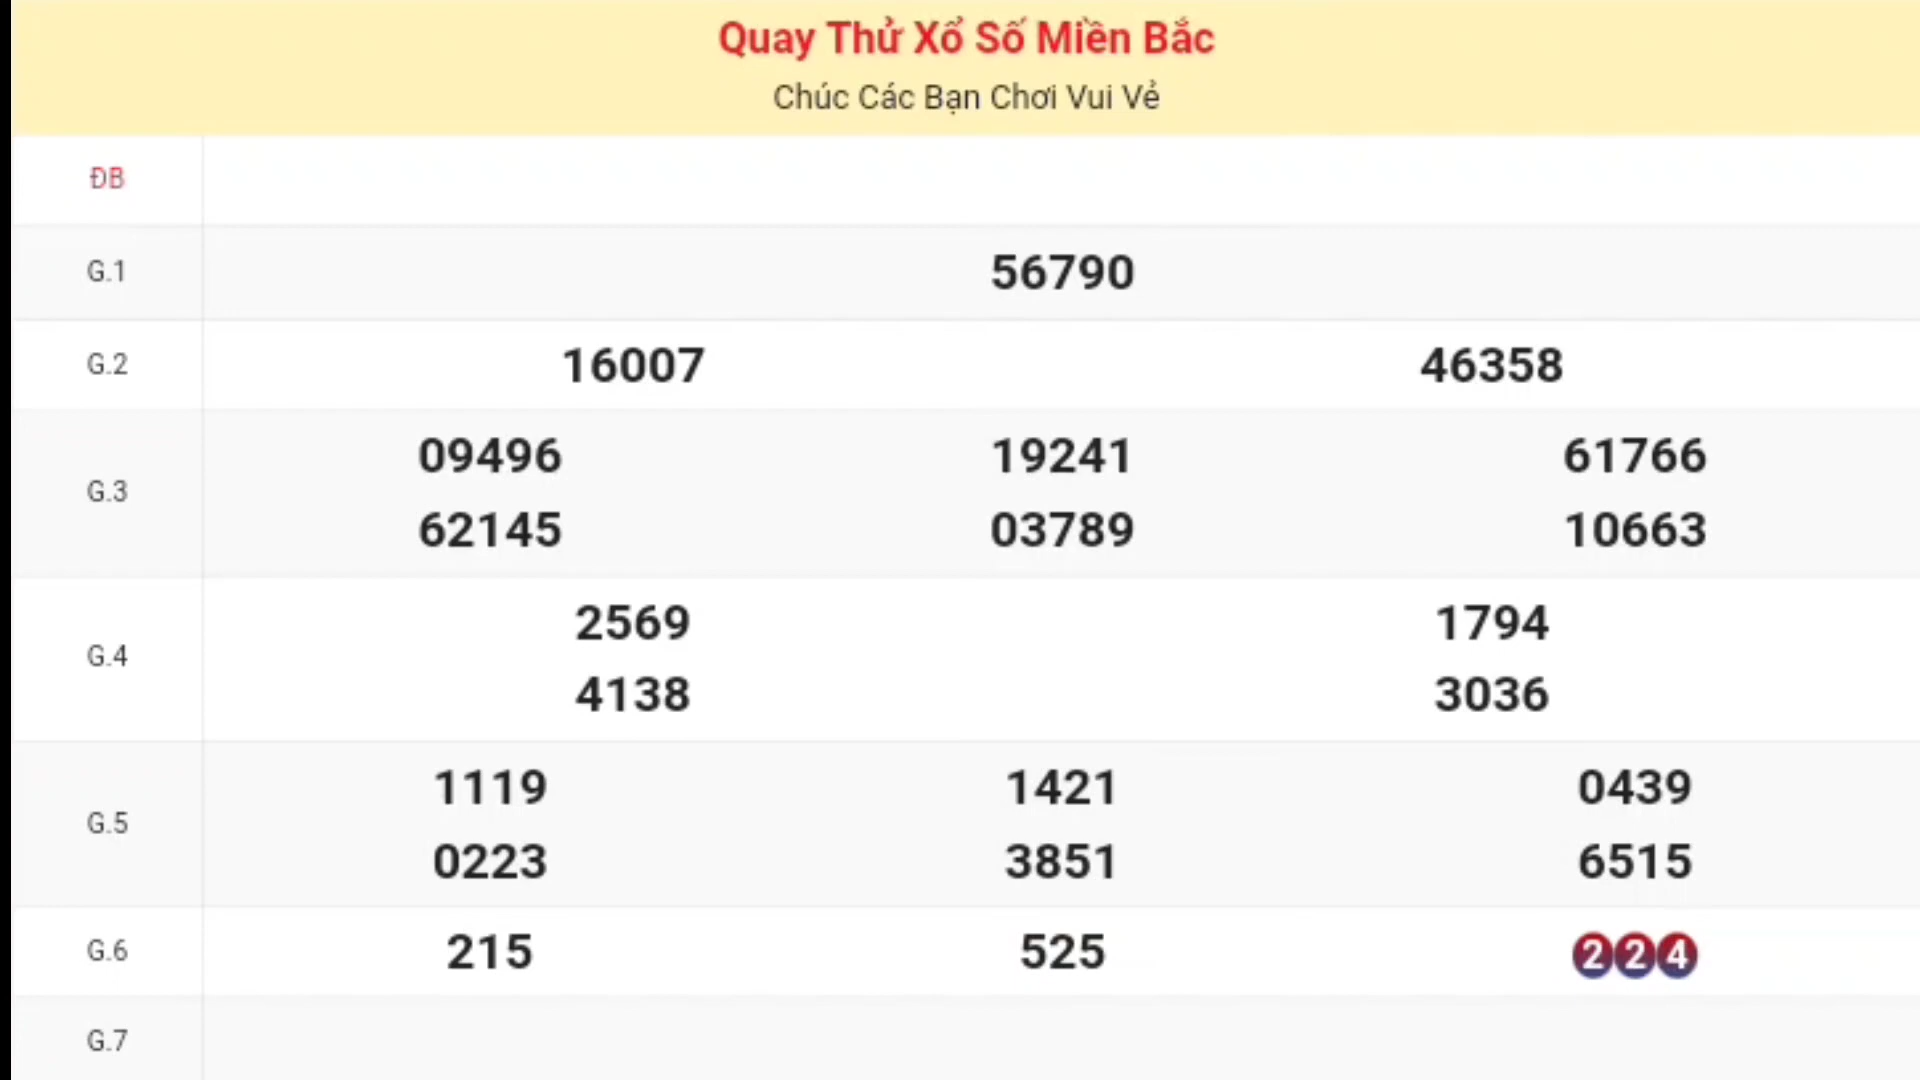 Quay Thử Xổ Số Miền Bắc
Chúc Các Bạn Chơi Vui Vẻ
ĐB
G.1 56790
G.2 16007 46358
G.3 09496 19241 61766
62145 03789 10663
G.4 2569 1794
4138 3036
G.5 1119 1421 0439
0223 3851 6515
G.6 215 525 224
G.7